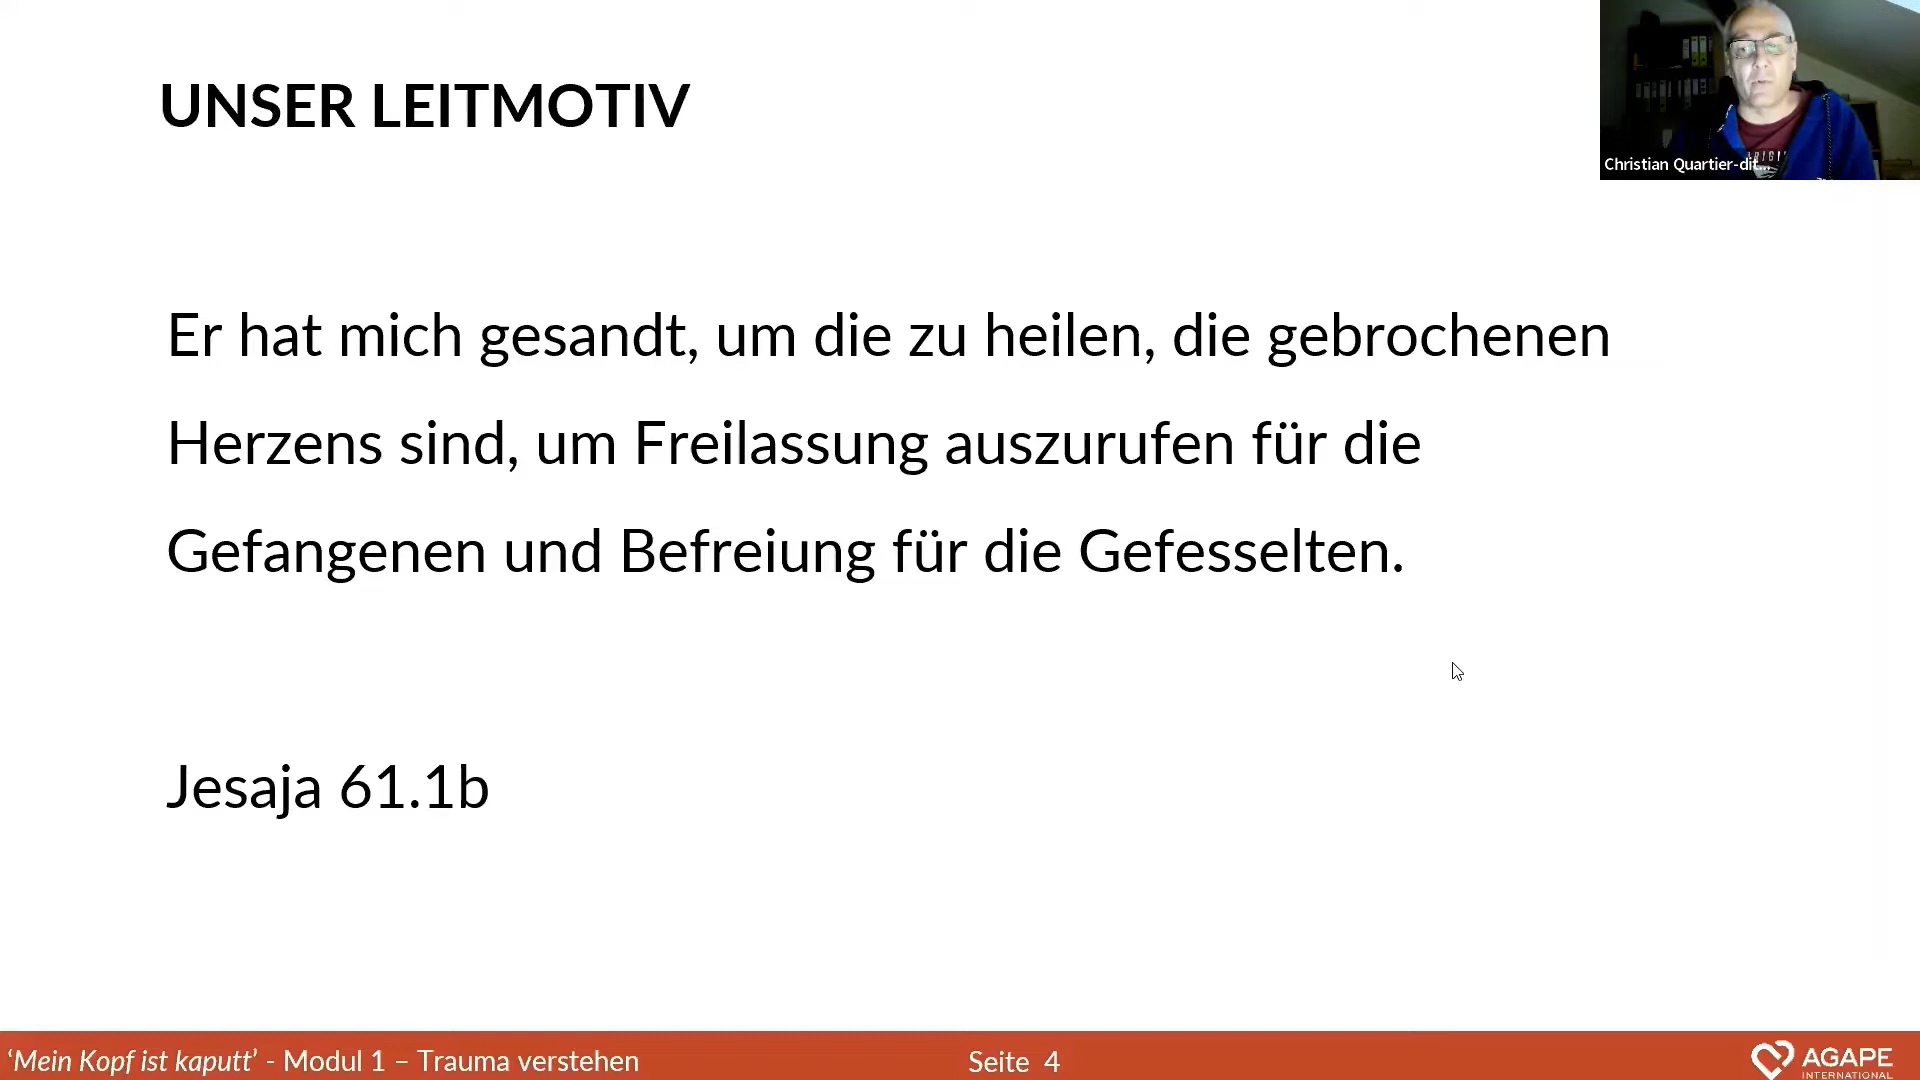 UNSER LEITMOTIV
Christian Quartier-dit...
Er hat mich gesandt, um die zu heilen, die gebrochenen
Herzens sind, um Freilassung auszurufen für die
Gefangenen und Befreiung für die Gefesselten.
Jesaja 61.1b
‘Mein Kopf ist kaputt’ - Modul 1 – Trauma verstehen
Seite 4
AGAPE
INTERNATIONAL